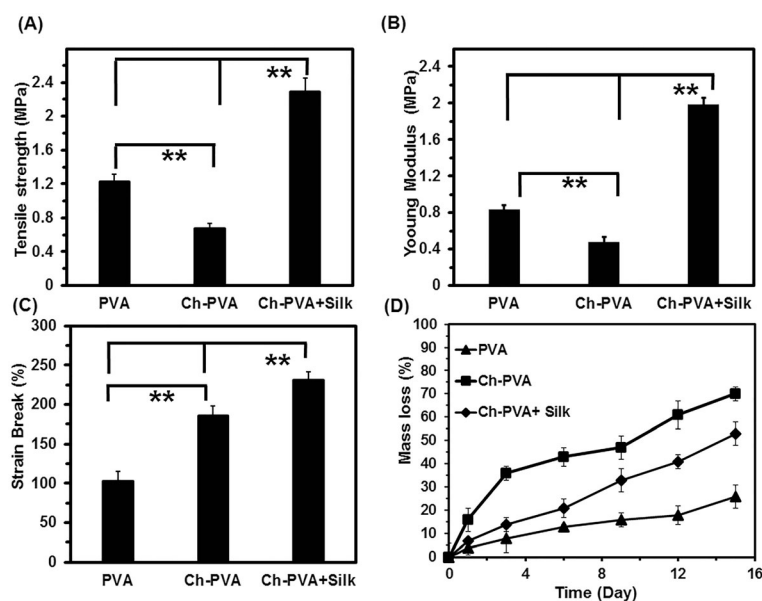 (A)
Tensile strength (MPa)
2.4
2
1.6
1.2
0.8
0.4
0
**
**
PVA
Ch-PVA
Ch-PVA+Silk
(B)
Yooung Modulus (MPa)
2.4
2
1.6
1.2
0.8
0.4
0
**
**
PVA
Ch-PVA
Ch-PVA+Silk
(C)
Strain Break (%)
300
250
200
150
100
50
0
**
**
PVA
Ch-PVA
Ch-PVA+Silk
(D)
Mass loss (%)
100
90
80
70
60
50
40
30
20
10
0
PVA
Ch-PVA
Ch-PVA+ Silk
0
4
8
12
16
Time (Day)